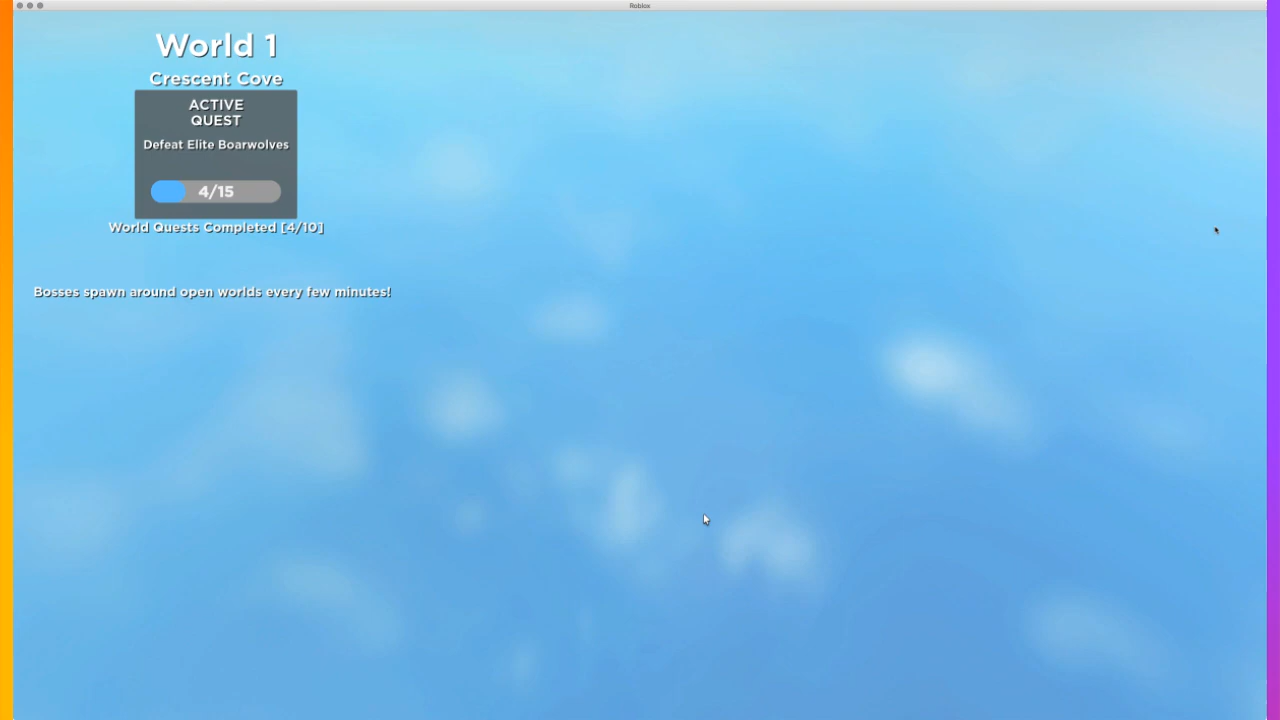 Roblox
World 1
Crescent Cove
ACTIVE
QUEST
Defeat Elite Boarwolves
4/15
World Quests Completed [4/10]
Bosses spawn around open worlds every few minutes!